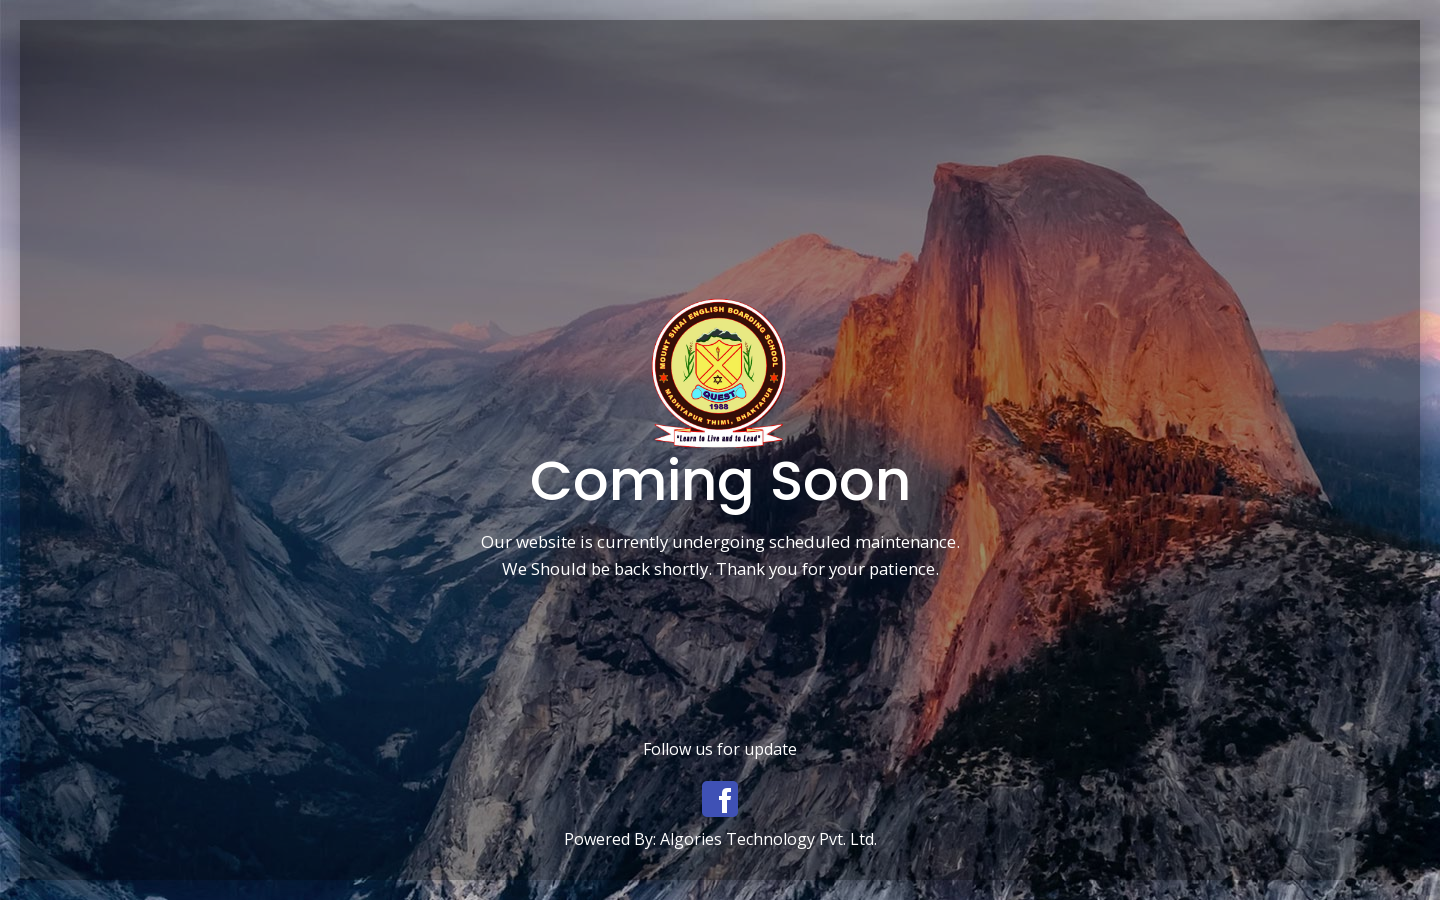 MOUNT SINAI ENGLISH BOARDING SCHOOL
QUEST
1988
MADHYAPUR THIMI, BHAKTAPUR
"Learn to Live and to Lead"
Coming Soon
Our website is currently undergoing scheduled maintenance.
We Should be back shortly. Thank you for your patience.
Follow us for update
f
Powered By: Algories Technology Pvt. Ltd.